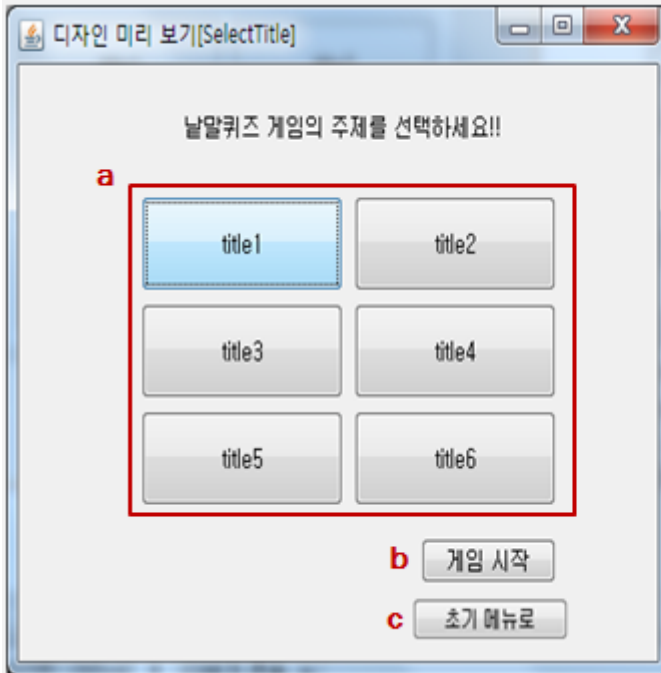 디자인 미리 보기[SelectTitle]
낱말퀴즈 게임의 주제를 선택하세요!!
a
title1 title2
title3 title4
title5 title6
b 게임 시작
c 초기 메뉴로